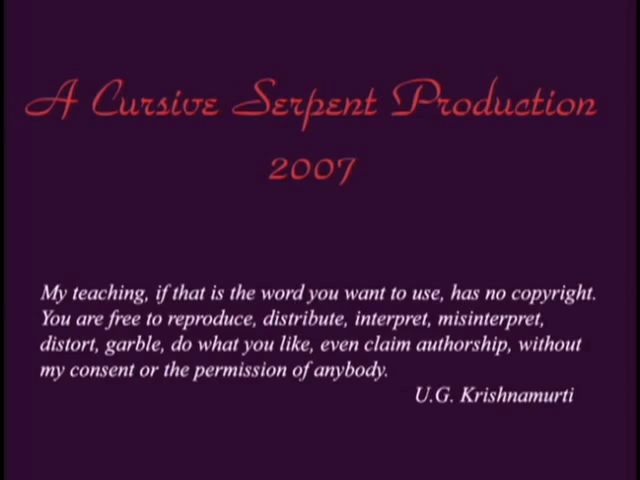 A Cursive Serpent Production
2007
My teaching, if that is the word you want to use, has no copyright.
You are free to reproduce, distribute, interpret, misinterpret,
distort, garble, do what you like, even claim authorship, without
my consent or the permission of anybody.
U.G. Krishnamurti